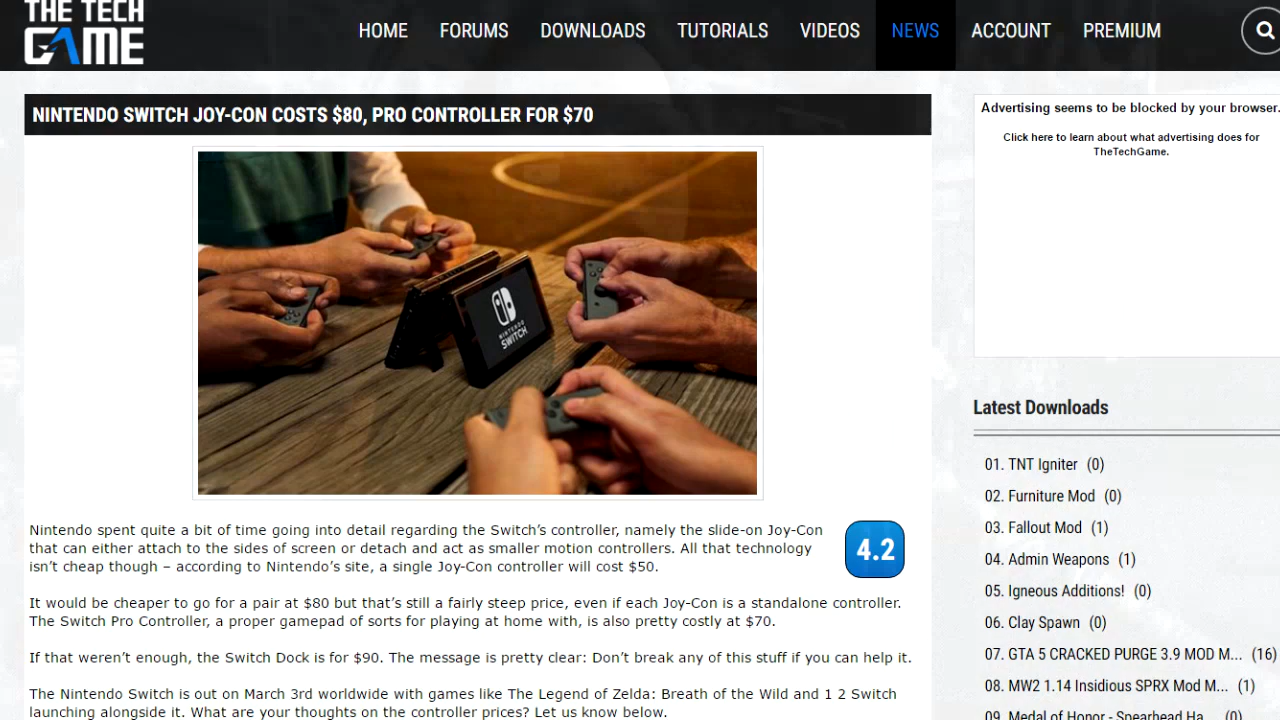 THE TECH
GAME
HOME FORUMS DOWNLOADS TUTORIALS VIDEOS NEWS ACCOUNT PREMIUM
NINTENDO SWITCH JOY-CON COSTS $80, PRO CONTROLLER FOR $70
NINTENDO
SWITCH
Nintendo spent quite a bit of time going into detail regarding the Switch's controller, namely the slide-on Joy-Con
that can either attach to the sides of screen or detach and act as smaller motion controllers. All that technology
isn't cheap though – according to Nintendo's site, a single Joy-Con controller will cost $50.
4.2
It would be cheaper to go for a pair at $80 but that's still a fairly steep price, even if each Joy-Con is a standalone controller.
The Switch Pro Controller, a proper gamepad of sorts for playing at home with, is also pretty costly at $70.
If that weren't enough, the Switch Dock is for $90. The message is pretty clear: Don't break any of this stuff if you can help it.
The Nintendo Switch is out on March 3rd worldwide with games like The Legend of Zelda: Breath of the Wild and 1 2 Switch
launching alongside it. What are your thoughts on the controller prices? Let us know below.
Advertising seems to be blocked by your browser.
Click here to learn about what advertising does for
TheTechGame.
Latest Downloads
01. TNT Igniter (0)
02. Furniture Mod (0)
03. Fallout Mod (1)
04. Admin Weapons (1)
05. Igneous Additions! (0)
06. Clay Spawn (0)
07. GTA 5 CRACKED PURGE 3.9 MOD M... (16)
08. MW2 1.14 Insidious SPRX Mod M... (1)
09. Medal of Honor - Spearhead Ha... (0)